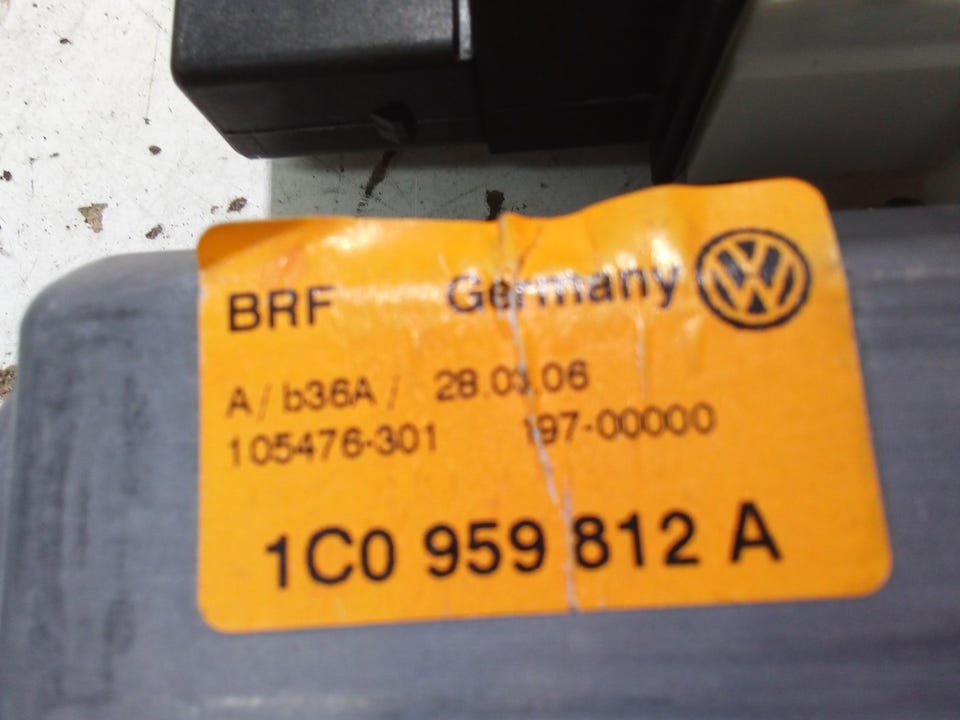 BRF Germany
A / b36A / 28.03.06
105476-301 197-00000
1C0 959 812 A